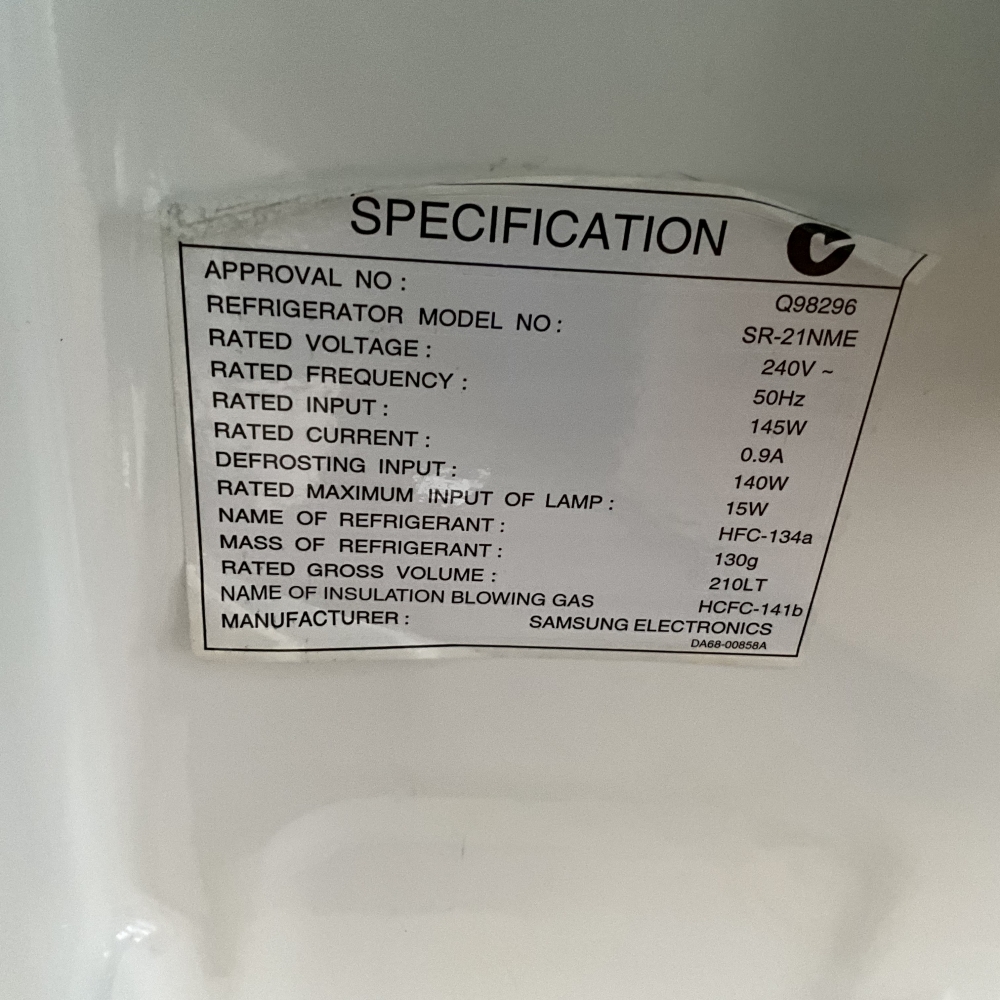 SPECIFICATION
APPROVAL NO : Q98296
REFRIGERATOR MODEL NO : SR-21NME
RATED VOLTAGE : 240V ~
RATED FREQUENCY : 50Hz
RATED INPUT : 145W
RATED CURRENT : 0.9A
DEFROSTING INPUT : 140W
RATED MAXIMUM INPUT OF LAMP : 15W
NAME OF REFRIGERANT : HFC-134a
MASS OF REFRIGERANT : 130g
RATED GROSS VOLUME : 210LT
NAME OF INSULATION BLOWING GAS HCFC-141b
MANUFACTURER : SAMSUNG ELECTRONICS
DA68-00858A